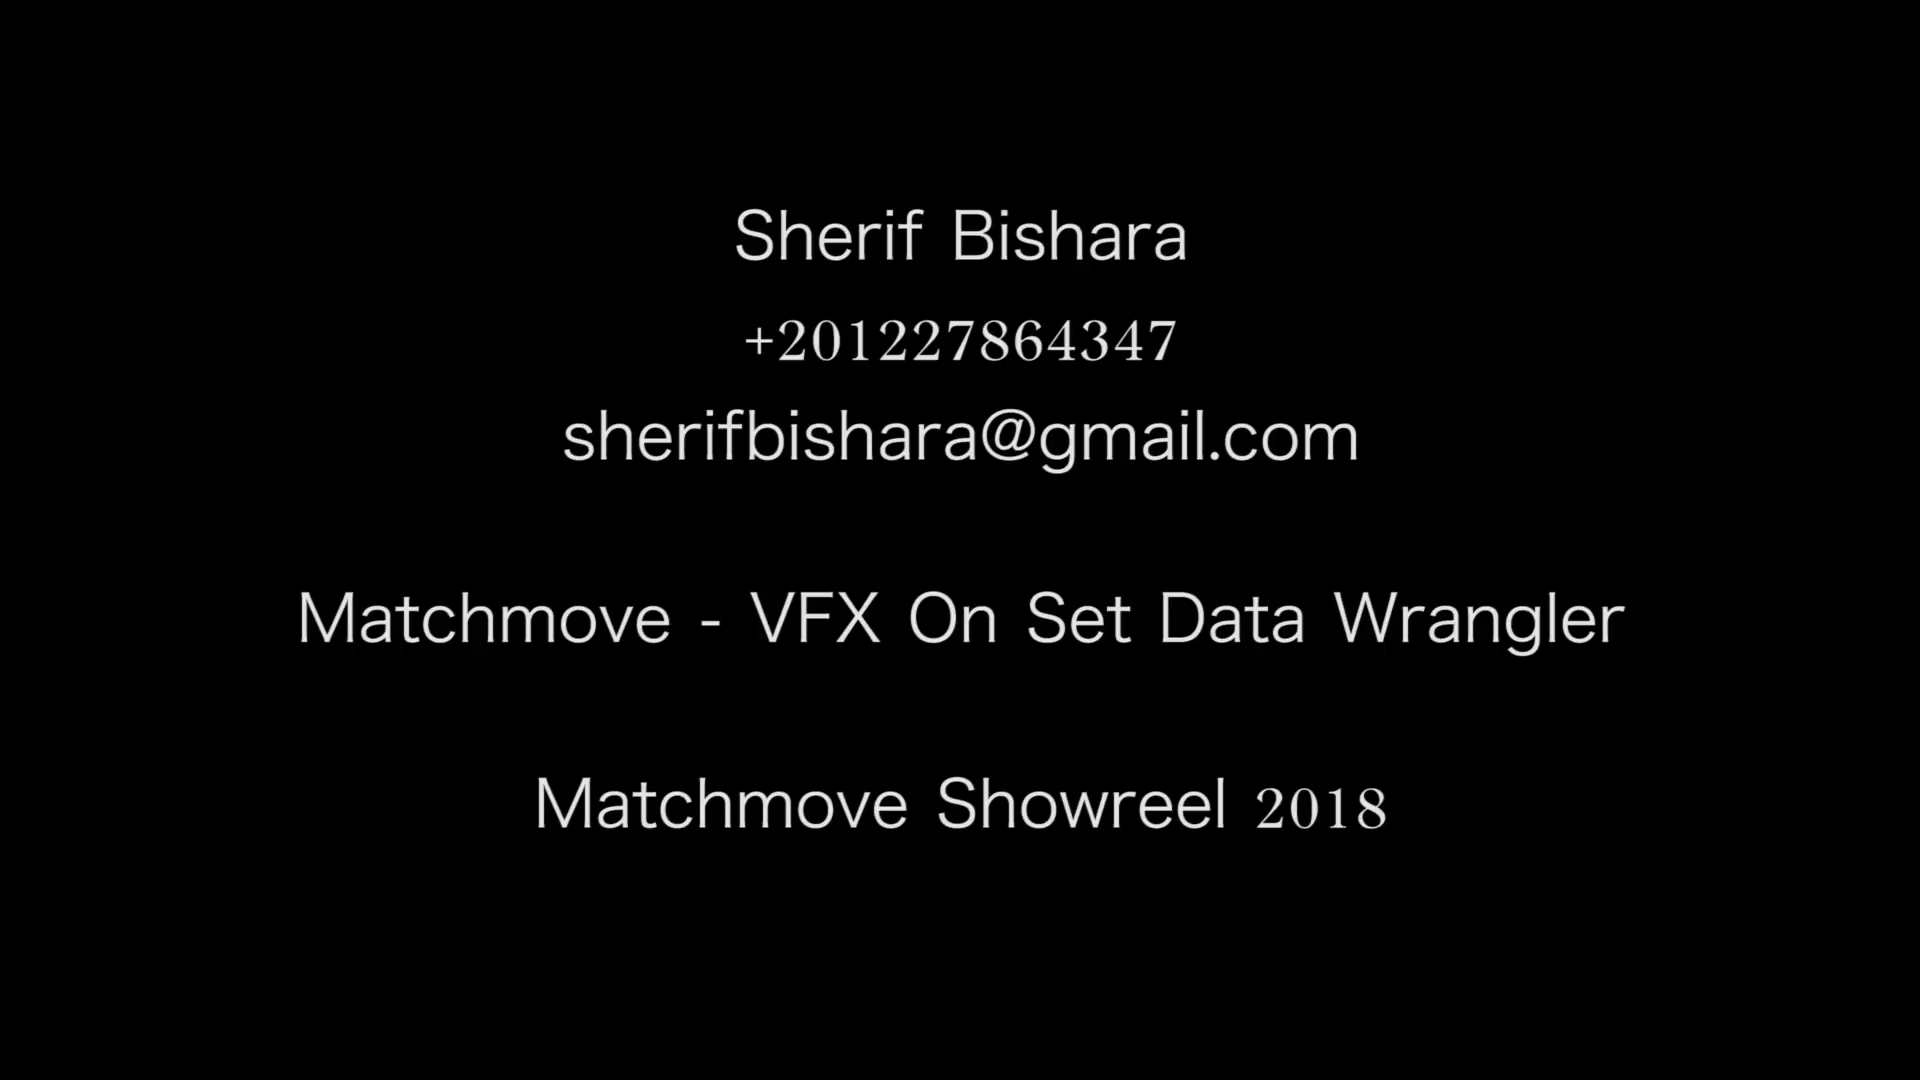 Sherif Bishara
+201227864347
sherifbishara@gmail.com
Matchmove - VFX On Set Data Wrangler
Matchmove Showreel 2018